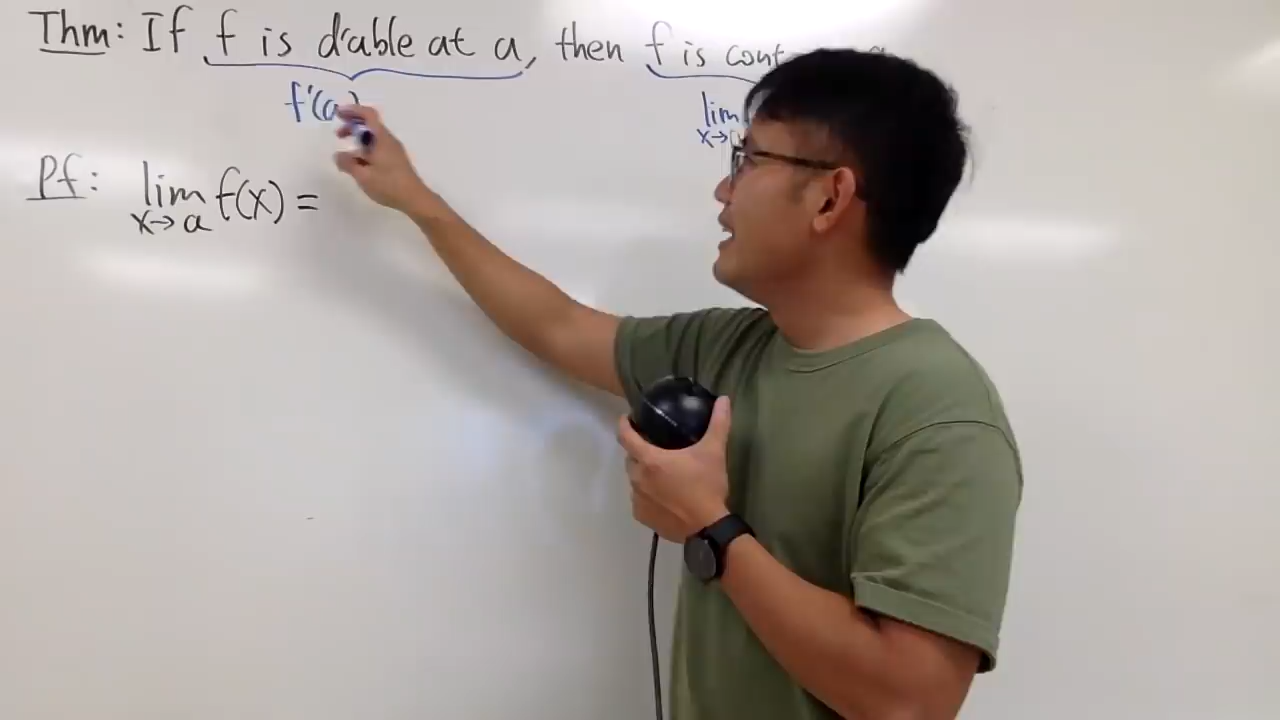 Thm: If f is d'able at a, then f is cont
f'(a)
lim
x→
Pf: lim f(x) =
x→a